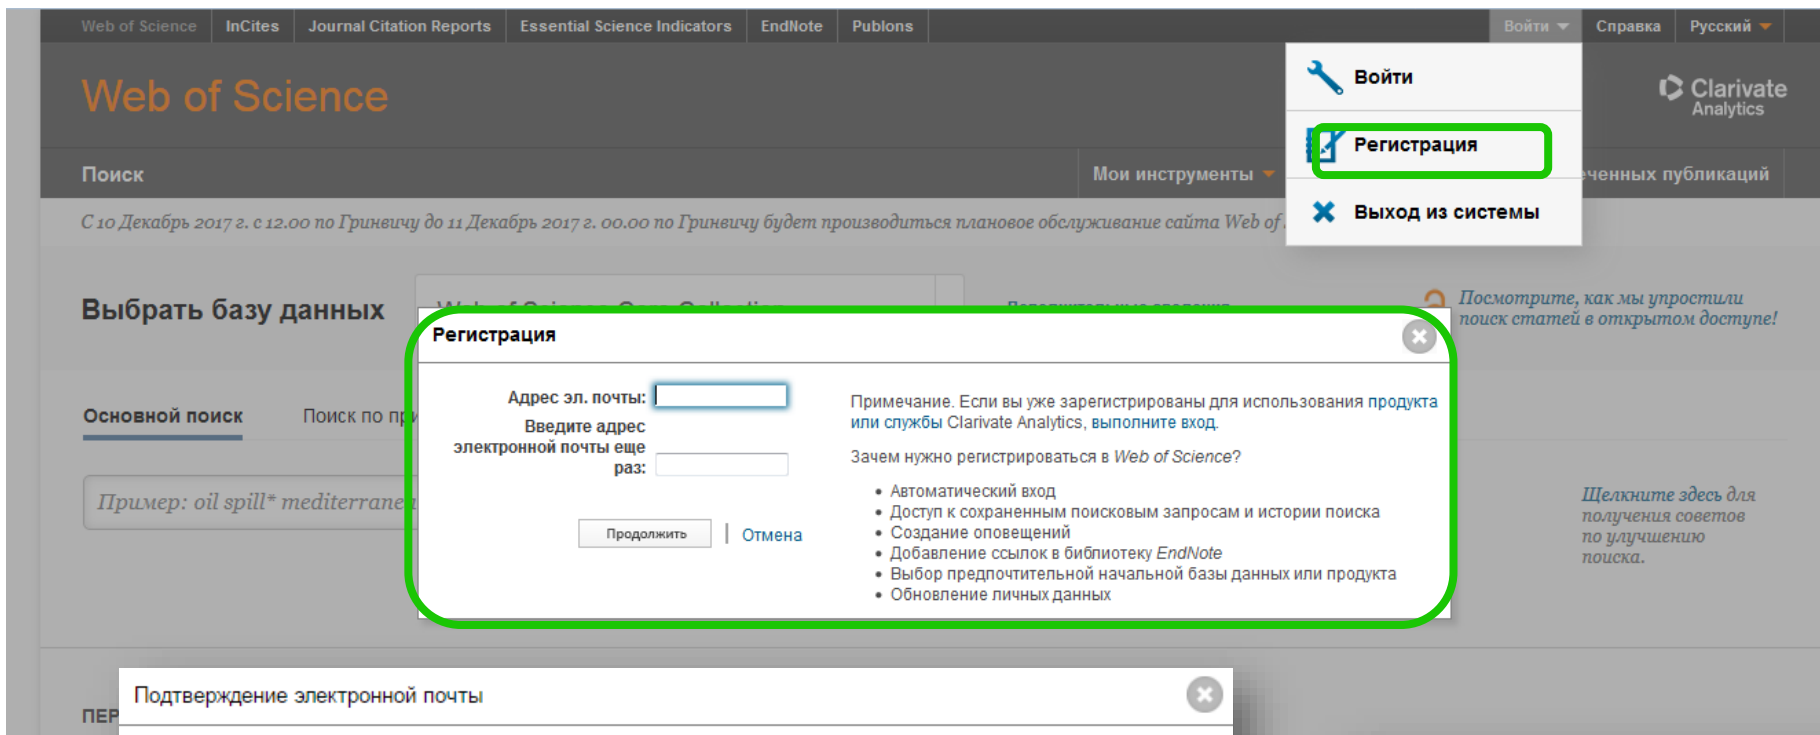 Web of Science InCites Journal Citation Reports Essential Science Indicators EndNote Publons Войти Справка Русский
Войти
Web of Science
Clarivate
Analytics
Регистрация
Поиск Мои инструменты ченных публикаций
Выход из системы
С 10 Декабрь 2017 г. с 12.00 по Гринвичу до 11 Декабрь 2017 г. 00.00 по Гринвичу будет производиться плановое обслуживание сайта Web of
Выбрать базу данных
Посмотрите, как мы упростили
поиск статей в открытом доступе!
Регистрация
Адрес эл. почты:
Введите адрес
электронной почты еще
раз:
Продолжить | Отмена
Примечание. Если вы уже зарегистрированы для использования продукта
или службы Clarivate Analytics, выполните вход.
Зачем нужно регистрироваться в Web of Science?
• Автоматический вход
• Доступ к сохраненным поисковым запросам и истории поиска
• Создание оповещений
• Добавление ссылок в библиотеку EndNote
• Выбор предпочтительной начальной базы данных или продукта
• Обновление личных данных
Основной поиск Поиск по пр
Пример: oil spill* mediterranea
Щелкните здесь для
получения советов
по улучшению
поиска.
Подтверждение электронной почты
ПЕР